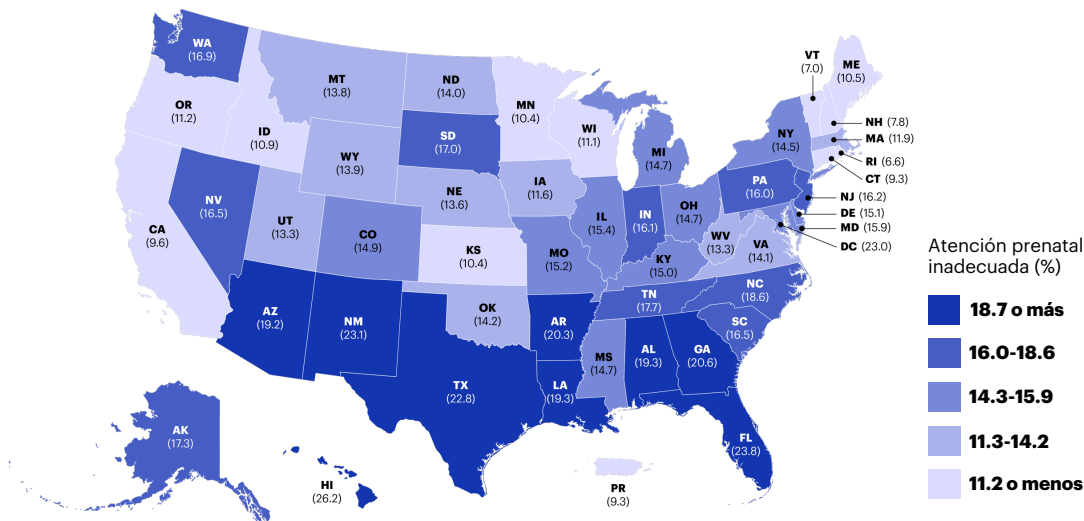 WA
(16.9)
OR
(11.2)
CA
(9.6)
ID
(10.9)
NV
(16.5)
MT
(13.8)
WY
(13.9)
UT
(13.3)
CO
(14.9)
AZ
(19.2)
NM
(23.1)
ND
(14.0)
SD
(17.0)
NE
(13.6)
KS
(10.4)
OK
(14.2)
TX
(22.8)
MN
(10.4)
IA
(11.6)
MO
(15.2)
AR
(20.3)
LA
(19.3)
WI
(11.1)
IL
(15.4)
MI
(14.7)
IN
(16.1)
OH
(14.7)
KY
(15.0)
TN
(17.7)
MS
(14.7)
AL
(19.3)
GA
(20.6)
FL
(23.8)
SC
(16.5)
NC
(18.6)
VA
(14.1)
WV
(13.3)
PA
(16.0)
NY
(14.5)
VT
(7.0)
ME
(10.5)
NH (7.8)
MA (11.9)
RI (6.6)
CT (9.3)
NJ (16.2)
DE (15.1)
MD (15.9)
DC (23.0)
AK
(17.3)
HI
(26.2)
PR
(9.3)
Atención prenatal
inadecuada (%)
18.7 o más
16.0-18.6
14.3-15.9
11.3-14.2
11.2 o menos